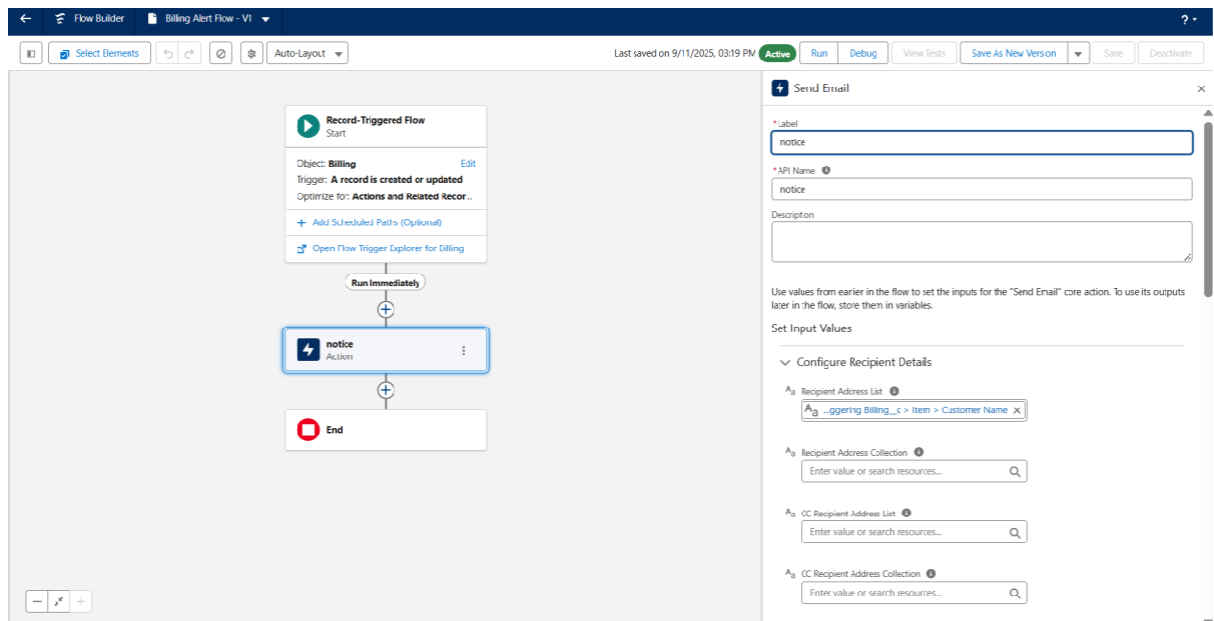 Flow Builder
Billing Alert Flow - V1
?
Select Elements
Auto-Layout
Last saved on 9/11/2025, 03:19 PM
Active
Run
Debug
View Tests
Save As New Version
Save
Deactivate
Record-Triggered Flow
Start
Object: Billing
Edit
Trigger: A record is created or updated
Optimize for: Actions and Related Recor...
+ Add Scheduled Paths (Optional)
Open Flow Trigger Explorer for Billing
Run Immediately
notice
Action
End
Send Email
*Label
notice
*API Name
notice
Description
Use values from earlier in the flow to set the inputs for the "Send Email" core action. To use its outputs
later in the flow, store them in variables.
Set Input Values
Configure Recipient Details
Aa Recipient Address List
Aa ...ggering Billing__c > Item > Customer Name
Aa Recipient Address Collection
Enter value or search resources...
Aa CC Recipient Address List
Enter value or search resources...
Aa CC Recipient Address Collection
Enter value or search resources...